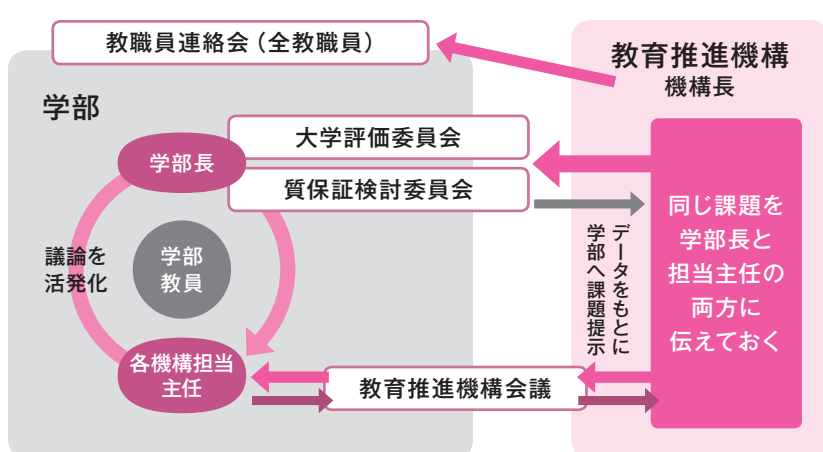 教職員連絡会（全教職員）
教育推進機構
機構長
学部
大学評価委員会
学部長
質保証検討委員会
同じ課題を
学部長と
担当主任の
両方に
伝えておく
データをもとに
学部へ課題提示
議論を
活発化
学部
教員
各機構担当
主任
教育推進機構会議